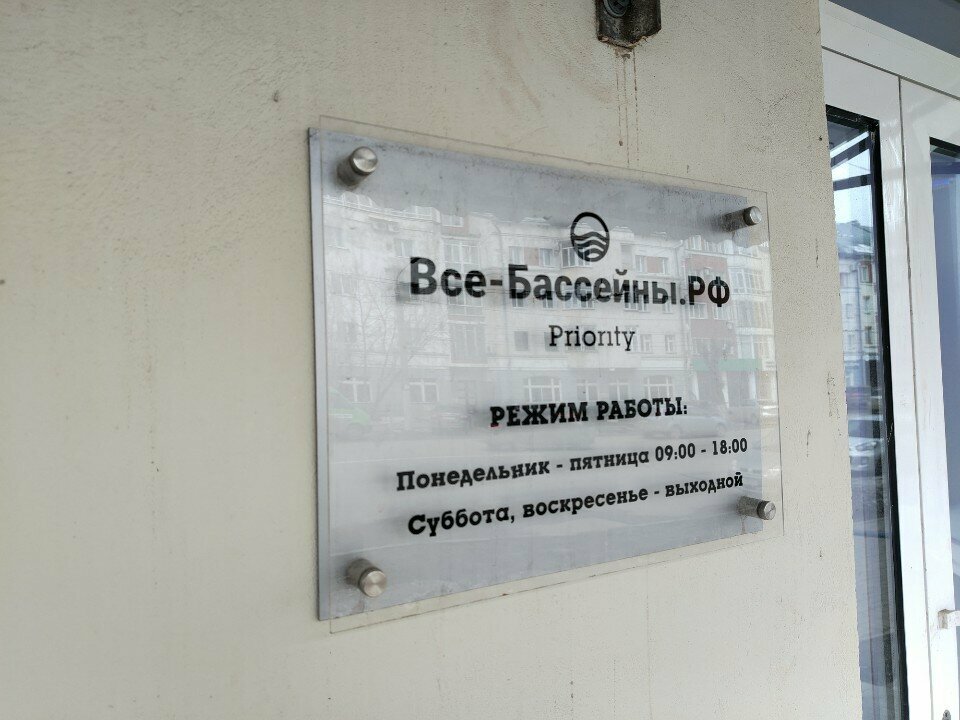 Все-Бассейны.РФ
Priority
РЕЖИМ РАБОТЫ:
Понедельник - пятница 09:00 - 18:00
Суббота, воскресенье - выходной